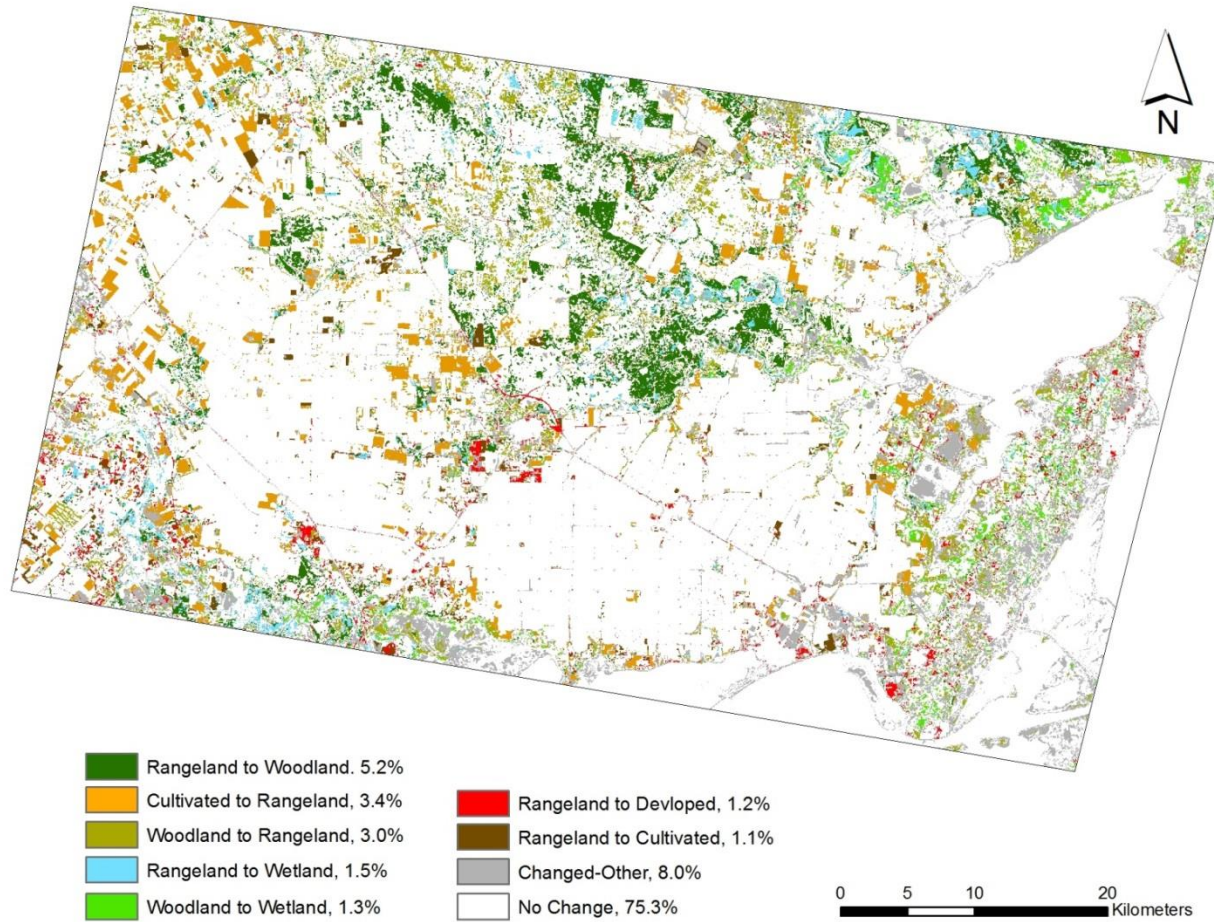 N
Rangeland to Woodland. 5.2%
Cultivated to Rangeland, 3.4%
Woodland to Rangeland, 3.0%
Rangeland to Wetland, 1.5%
Woodland to Wetland, 1.3%
Rangeland to Devloped, 1.2%
Rangeland to Cultivated, 1.1%
Changed-Other, 8.0%
No Change, 75.3%
0 5 10 20
Kilometers